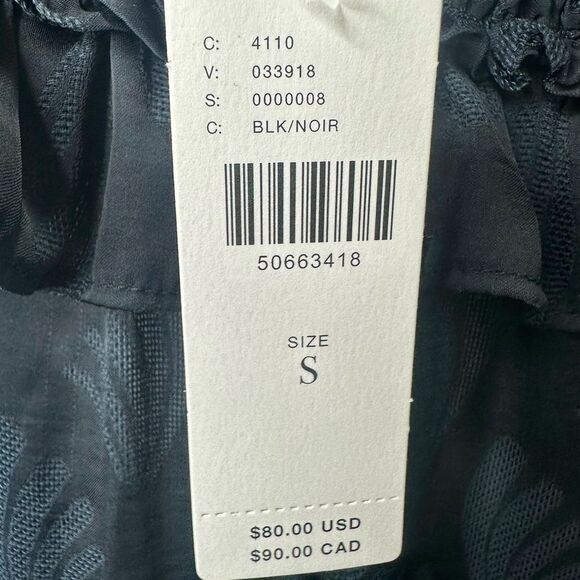 C: 4110
V: 033918
S: 0000008
C: BLK/NOIR
50663418
SIZE
S
$80.00 USD
$90.00 CAD